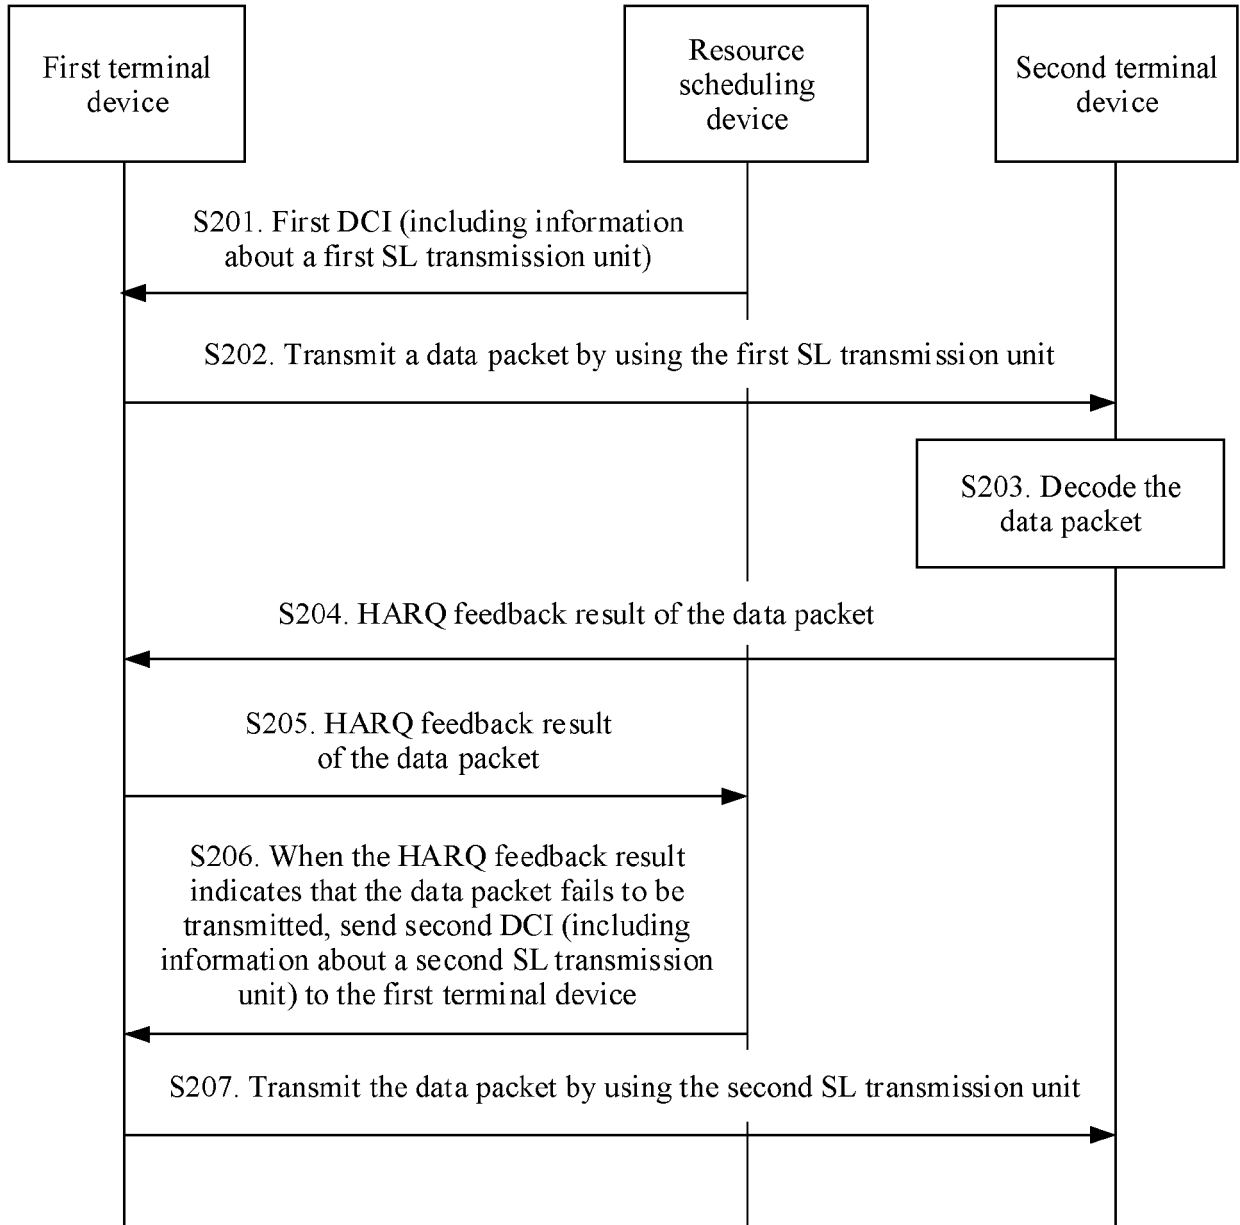 First terminal
device
Resource
scheduling
device
Second terminal
device
S201. First DCI (including information
about a first SL transmission unit)
S202. Transmit a data packet by using the first SL transmission unit
S203. Decode the
data packet
S204. HARQ feedback result of the data packet
S205. HARQ feedback result
of the data packet
S206. When the HARQ feedback result
indicates that the data packet fails to be
transmitted, send second DCI (including
information about a second SL transmission
unit) to the first terminal device
S207. Transmit the data packet by using the second SL transmission unit